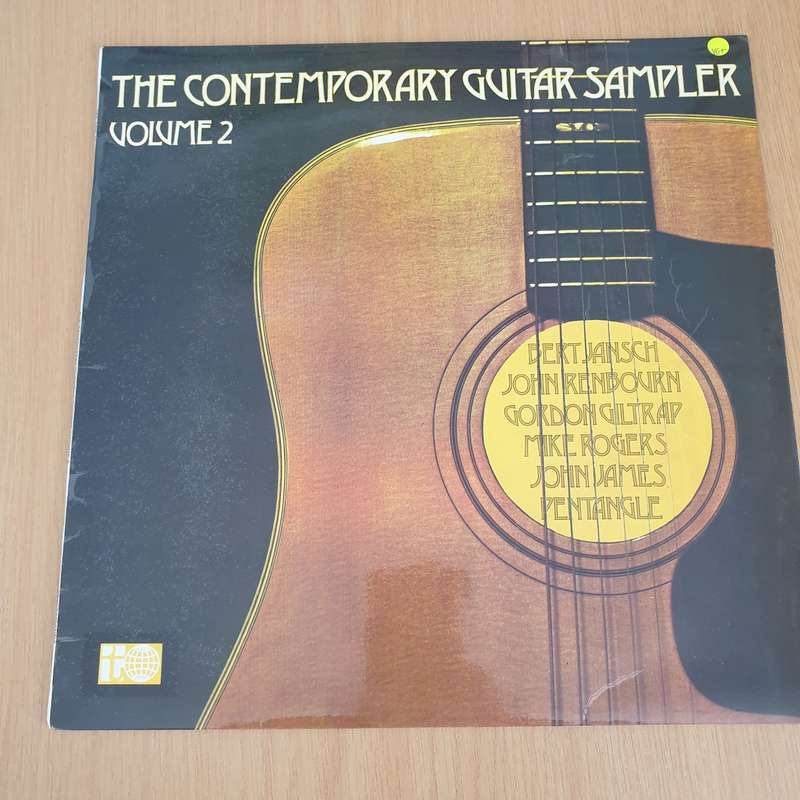 THE CONTEMPORARY GUITAR SAMPLER
VOLUME 2
BERT JANSCH
JOHN RENBOURN
GORDON GILTRAP
MIKE ROGERS
JOHN JAMES
PENTANGLE